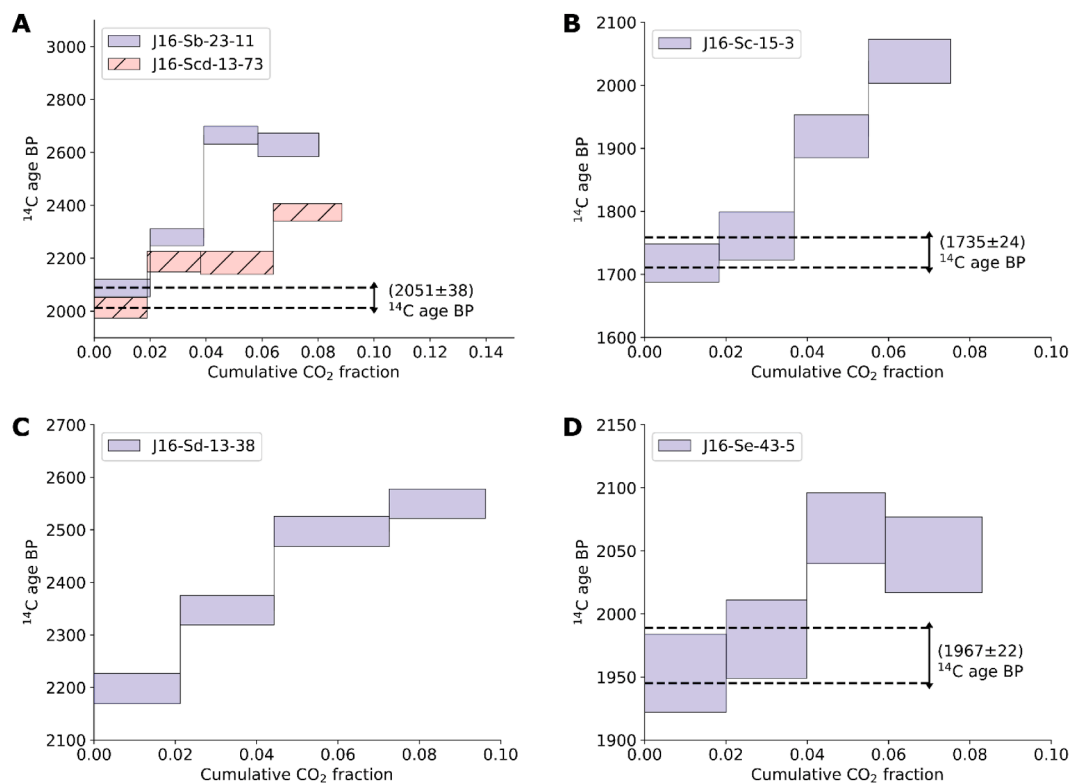 A
J16-Sb-23-11
J16-Scd-13-73
¹⁴C age BP
3000
2800
2600
2400
2200
2000
(2051±38)
¹⁴C age BP
0.00 0.02 0.04 0.06 0.08 0.10 0.12 0.14
Cumulative CO₂ fraction
B
J16-Sc-15-3
¹⁴C age BP
2100
2000
1900
1800
1700
1600
(1735±24)
¹⁴C age BP
0.00 0.02 0.04 0.06 0.08 0.10
Cumulative CO₂ fraction
C
J16-Sd-13-38
¹⁴C age BP
2700
2600
2500
2400
2300
2200
2100
0.00 0.02 0.04 0.06 0.08 0.10
Cumulative CO₂ fraction
D
J16-Se-43-5
¹⁴C age BP
2150
2100
2050
2000
1950
1900
(1967±22)
¹⁴C age BP
0.00 0.02 0.04 0.06 0.08 0.10
Cumulative CO₂ fraction